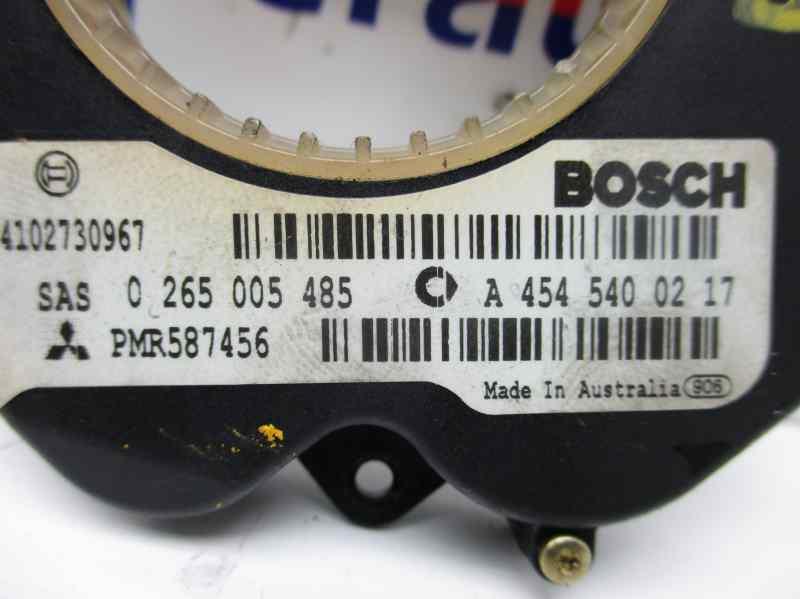 BOSCH
4102730967
SAS 0 265 005 485 A 454 540 02 17
PMR587456
Made In Australia 906